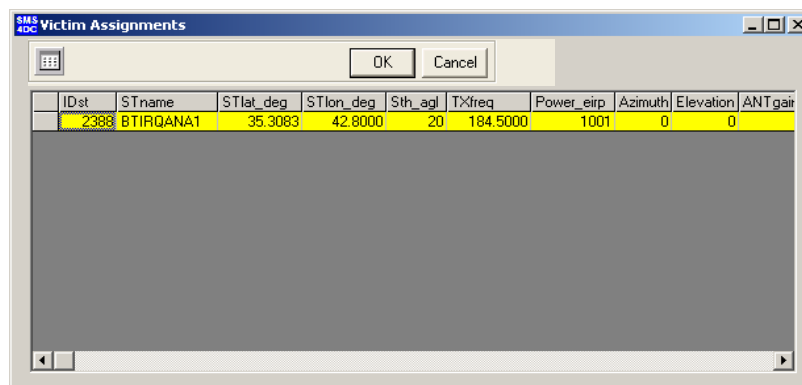 SMS
4DC
Victim Assignments
OK Cancel
IDst STname STlat_deg STlon_deg Sth_agl TXfreq Power_eirp Azimuth Elevation ANTgain
2388 BTIRQANA1 35.3083 42.8000 20 184.5000 1001 0 0